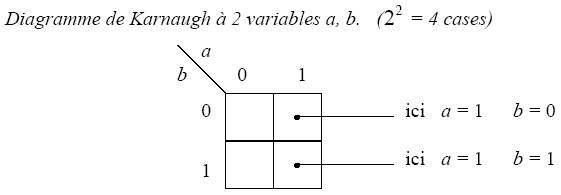 Diagramme de Karnaugh à 2 variables a, b. (2² = 4 cases)
a
b 0 1
0 ici a = 1 b = 0
1 ici a = 1 b = 1